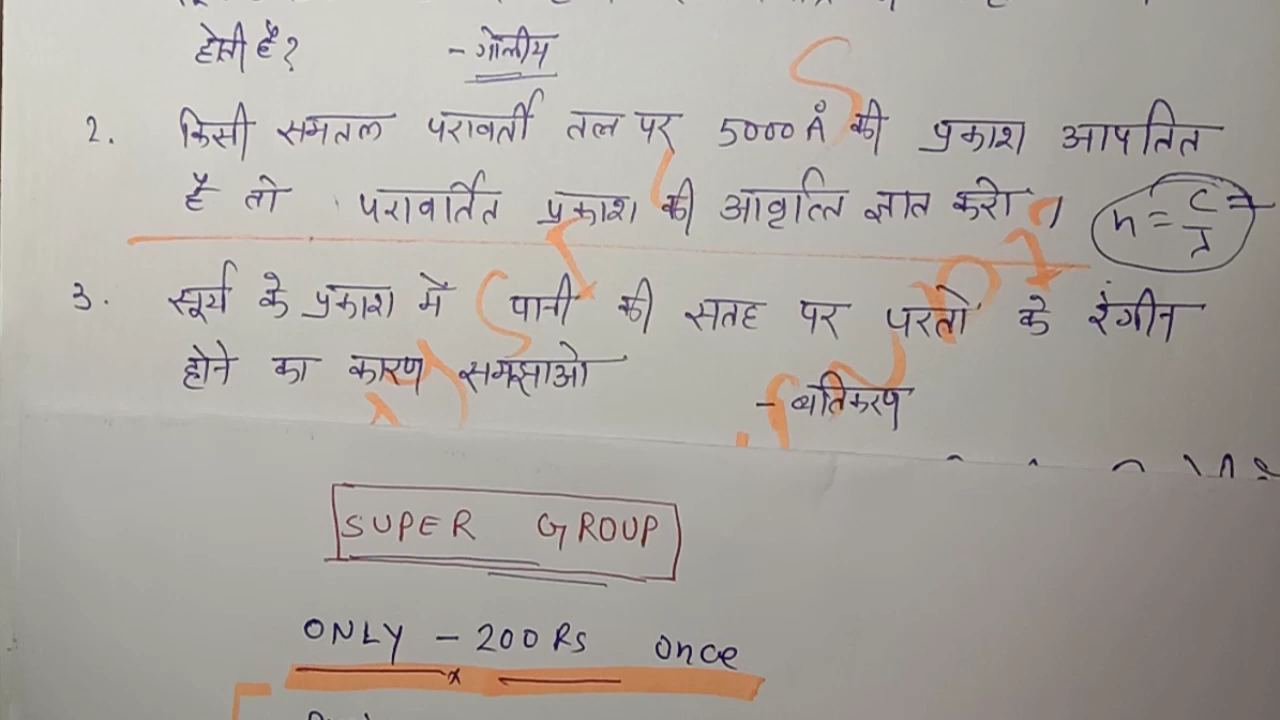 होती है? - गोलीय
2. किसी समतल परावर्ती तल पर 5000 Å की प्रकाश आपतित
है तो परावर्तित प्रकाश की आवृत्ति ज्ञात करो। n = c/λ
3. सूर्य के प्रकाश में पानी की सतह पर परतो के रंगीन
होने का कारण समझाओ
- व्यतिकरण
SUPER GROUP
ONLY - 200 RS once